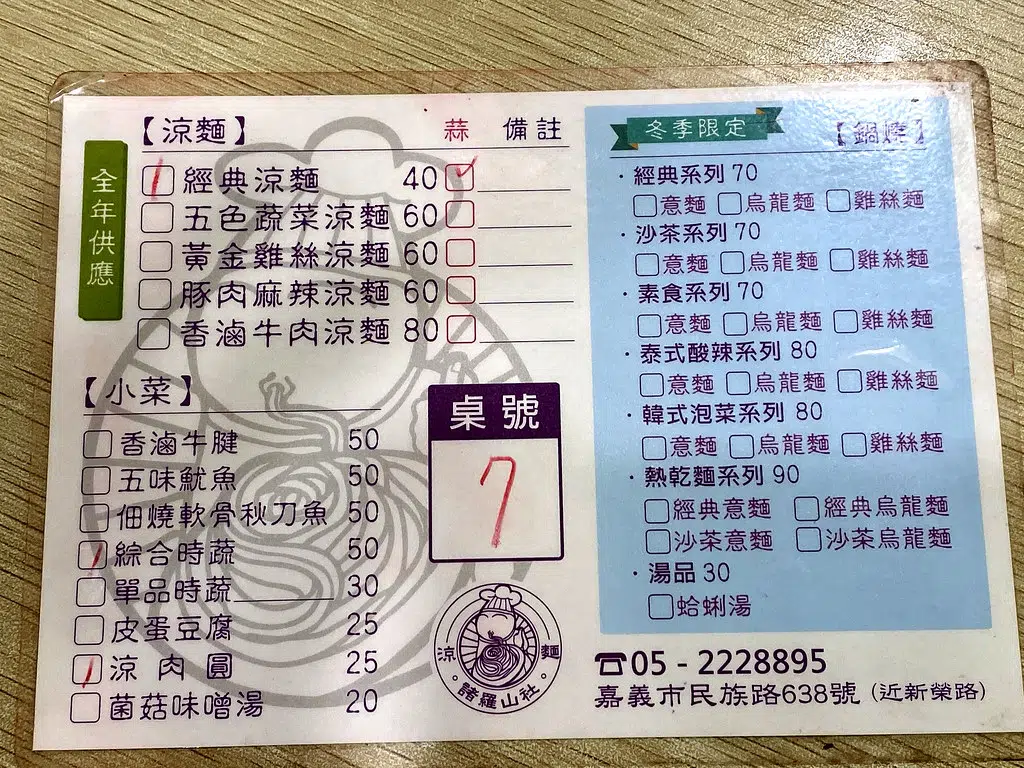 全年供應
【涼麵】 蒜 備註
經典涼麵 40
五色蔬菜涼麵 60
黃金雞絲涼麵 60
豚肉麻辣涼麵 60
香滷牛肉涼麵 80
【小菜】
香滷牛腱 50
五味魷魚 50
佃燒軟骨秋刀魚 50
綜合時蔬 50
單品時蔬 30
皮蛋豆腐 25
涼肉圓 25
菌菇味噌湯 20
桌號
7
涼麵
諸羅山社
冬季限定 【鍋燒】
·經典系列 70
意麵 烏龍麵 雞絲麵
·沙茶系列 70
意麵 烏龍麵 雞絲麵
·素食系列 70
意麵 烏龍麵 雞絲麵
·泰式酸辣系列 80
意麵 烏龍麵 雞絲麵
·韓式泡菜系列 80
意麵 烏龍麵 雞絲麵
·熱乾麵系列 90
經典意麵 經典烏龍麵
沙茶意麵 沙茶烏龍麵
·湯品 30
蛤蜊湯
☎05 - 2228895
嘉義市民族路638號 (近新榮路)